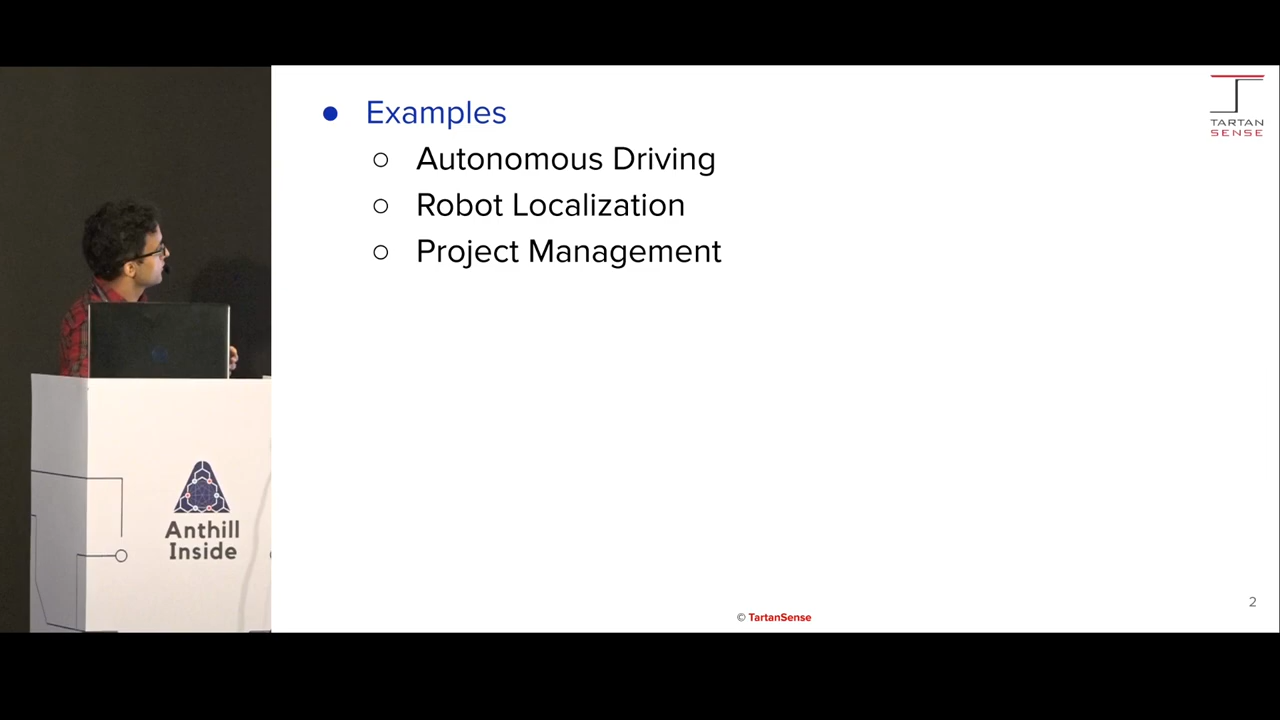 ● Examples
○ Autonomous Driving
○ Robot Localization
○ Project Management
TARTAN
SENSE
Anthill
Inside
2
© TartanSense